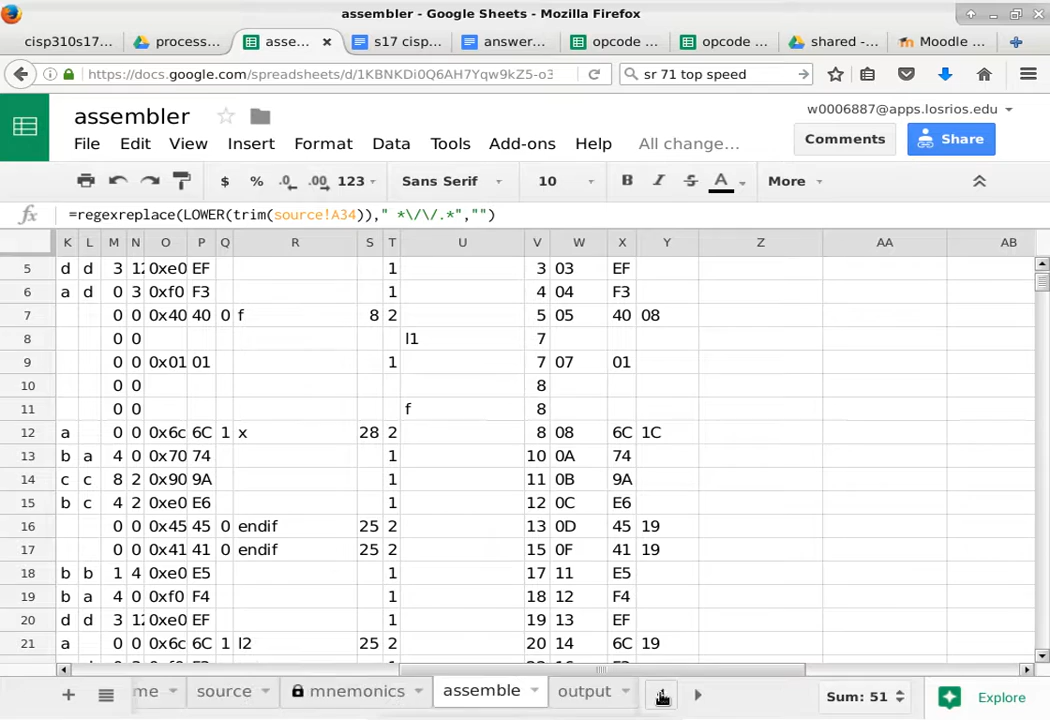 assembler - Google Sheets - Mozilla Firefox
cisp310s17... process... asse... s17 cisp... answer... opcode ... opcode ... shared -... Moodle ...
https://docs.google.com/spreadsheets/d/1KBNKDi0Q6AH7Yqw9kZ5-o3 sr 71 top speed
assembler w0006887@apps.losrios.edu
File Edit View Insert Format Data Tools Add-ons Help All change... Comments Share
$ % .0 .00 123 Sans Serif 10 B I S A More
fx =regexreplace(LOWER(trim(source!A34))," *\/\/.*","")
K L M N O P Q R S T U V W X Y Z AA AB
5 d d 3 12 0xe0 EF 1 3 03 EF
6 a d 0 3 0xf0 F3 1 4 04 F3
7 0 0 0x40 40 0 f 8 2 5 05 40 08
8 0 0 l1 7
9 0 0 0x01 01 1 7 07 01
10 0 0 8
11 0 0 f 8
12 a 0 0 0x6c 6C 1 x 28 2 8 08 6C 1C
13 b a 4 0 0x70 74 1 10 0A 74
14 c c 8 2 0x90 9A 1 11 0B 9A
15 b c 4 2 0xe0 E6 1 12 0C E6
16 0 0 0x45 45 0 endif 25 2 13 0D 45 19
17 0 0 0x41 41 0 endif 25 2 15 0F 41 19
18 b b 1 4 0xe0 E5 1 17 11 E5
19 b a 4 0 0xf0 F4 1 18 12 F4
20 d d 3 12 0xe0 EF 1 19 13 EF
21 a 0 0 0x6c 6C 1 l2 25 2 20 14 6C 19
me source mnemonics assemble output Sum: 51 Explore